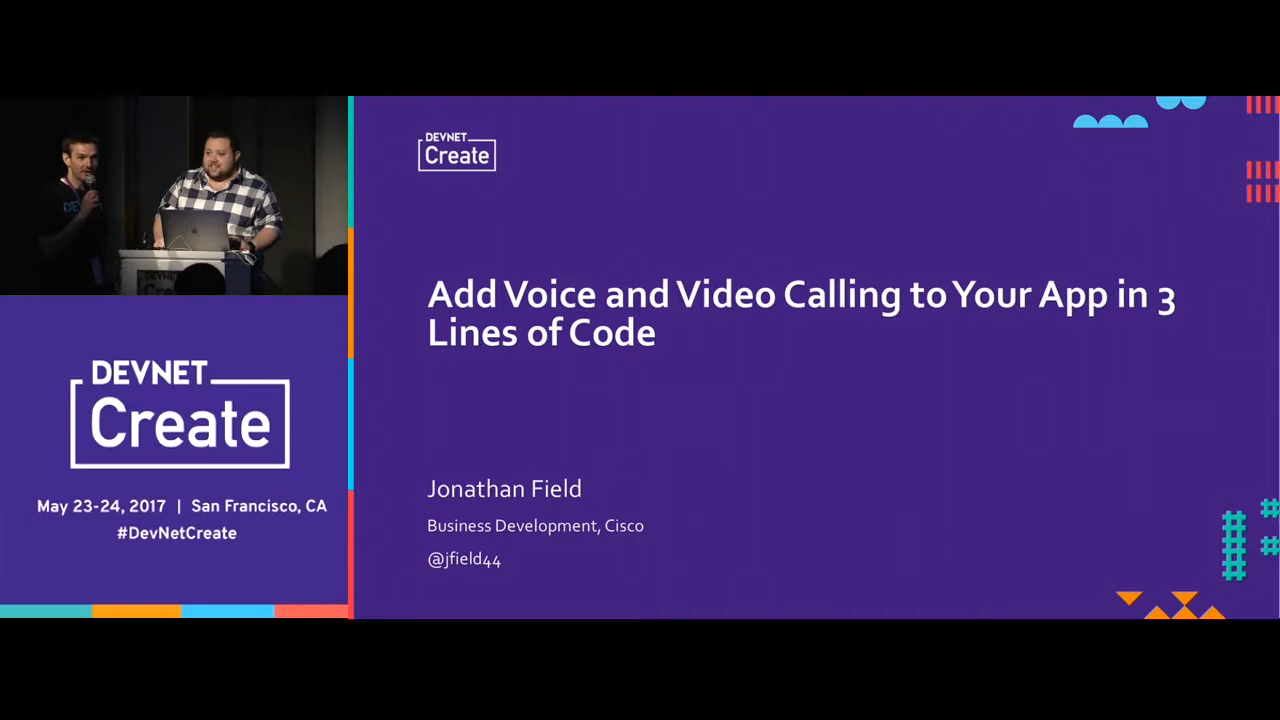 DEVNET
Create
Add Voice and Video Calling to Your App in 3
Lines of Code
Jonathan Field
Business Development, Cisco
@jfield44
DEVNET
Create
May 23-24, 2017 | San Francisco, CA
#DevNetCreate